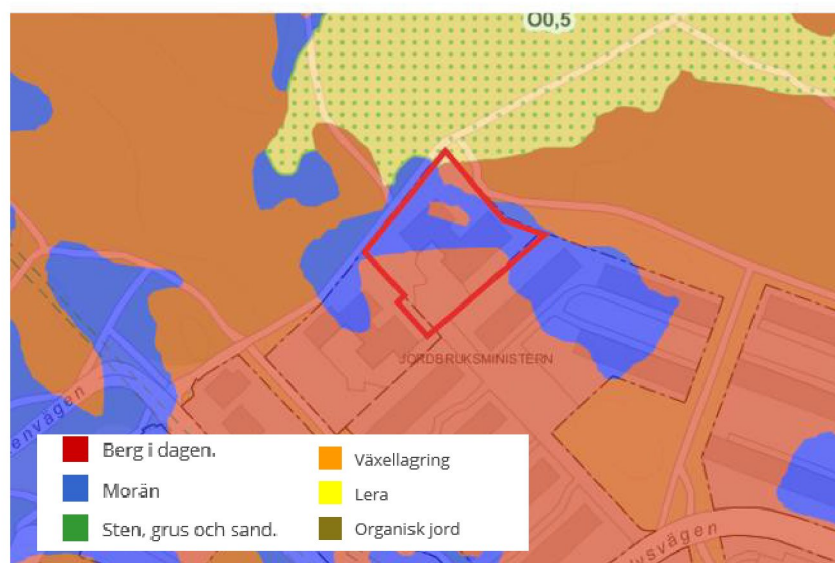 O0,5
JORDBRUKSMINISTERN
Berg i dagen.
Morän
Sten, grus och sand.
Växellagring
Lera
Organisk jord